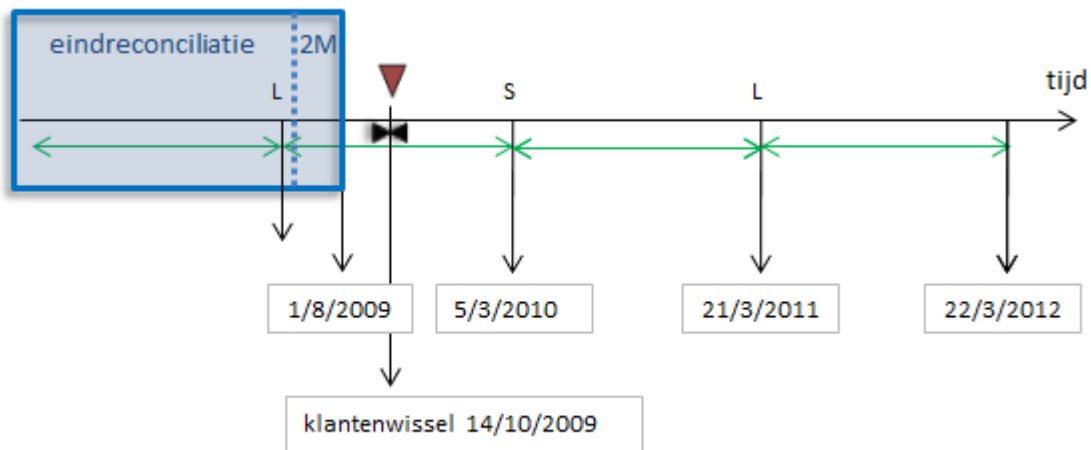 eindreconciliatie 2M
L S L tijd
1/8/2009 5/3/2010 21/3/2011 22/3/2012
klantenwissel 14/10/2009